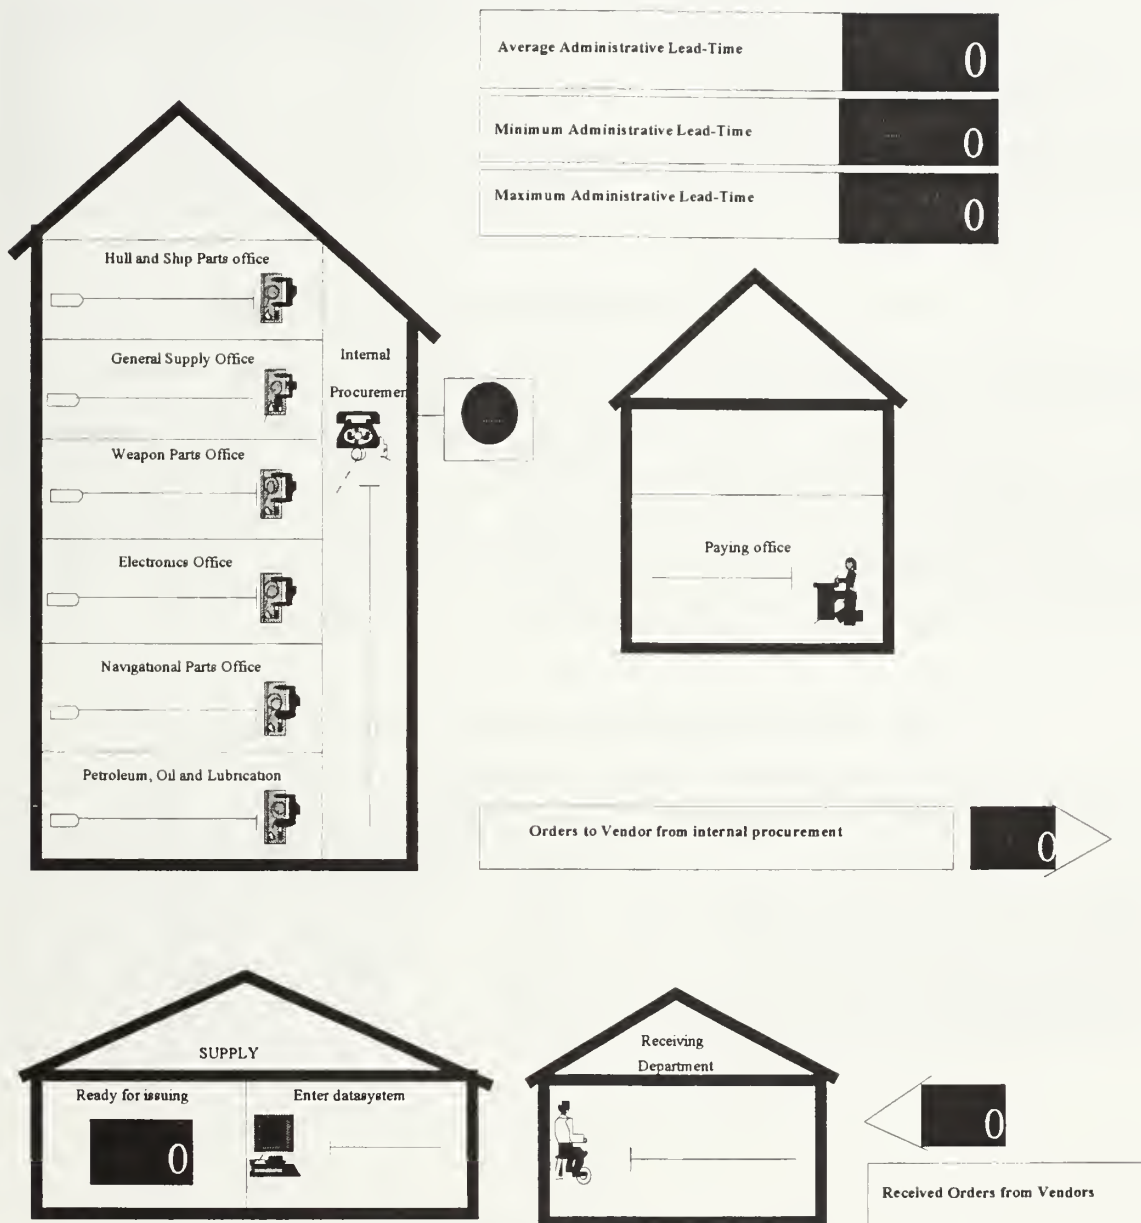 Average Administrative Lead-Time
0
Minimum Administrative Lead-Time
0
Maximum Administrative Lead-Time
0
Hull and Ship Parts office
General Supply Office
Internal
Procuremen
Weapon Parts Office
Electronics Office
Paying office
Navigational Parts Office
Petroleum, Oil and Lubrication
Orders to Vendor from internal procurement
0
SUPPLY
Ready for issuing
0
Enter datasystem
Receiving
Department
0
Received Orders from Vendors